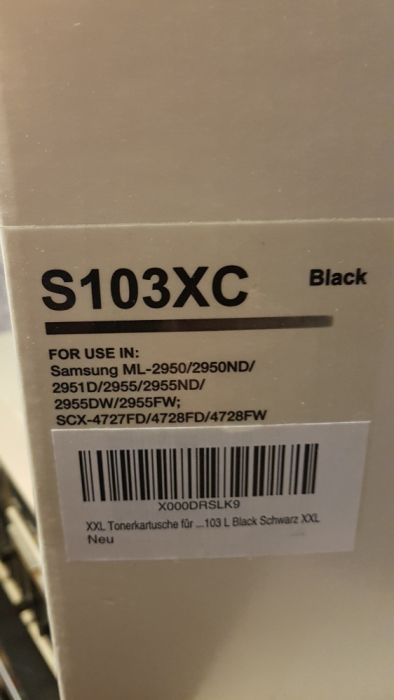 S103XC Black
FOR USE IN:
Samsung ML-2950/2950ND/
2951D/2955/2955ND/
2955DW/2955FW;
SCX-4727FD/4728FD/4728FW
X000DRSLK9
XXL Tonerkartusche für ...103 L Black Schwarz XXL
Neu